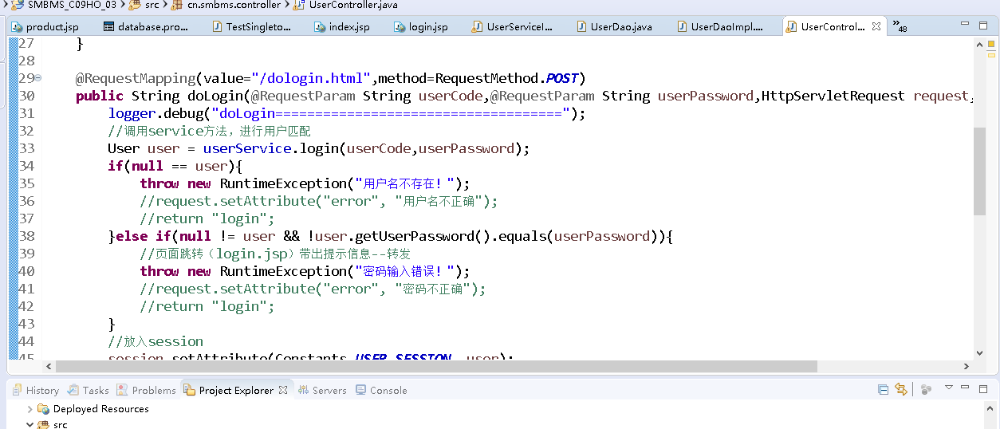 SMBMS_C09HO_03 src cn.smbms.controller UserController.java
product.jsp database.pro... TestSingleto... index.jsp login.jsp UserServiceI... UserDao.java UserDaoImpl.... UserControl... »48
27 }
28
29 @RequestMapping(value="/dologin.html",method=RequestMethod.POST)
30 public String doLogin(@RequestParam String userCode,@RequestParam String userPassword,HttpServletRequest request,
31 logger.debug("doLogin====================================");
32 //调用service方法，进行用户匹配
33 User user = userService.login(userCode,userPassword);
34 if(null == user){
35 throw new RuntimeException("用户名不存在！");
36 //request.setAttribute("error", "用户名不正确");
37 //return "login";
38 }else if(null != user && !user.getUserPassword().equals(userPassword)){
39 //页面跳转（login.jsp）带出提示信息--转发
40 throw new RuntimeException("密码输入错误！");
41 //request.setAttribute("error", "密码不正确");
42 //return "login";
43 }
44 //放入session
45 session.setAttribute(Constants.USER_SESSION, user);
History Tasks Problems Project Explorer Servers Console
Deployed Resources
src